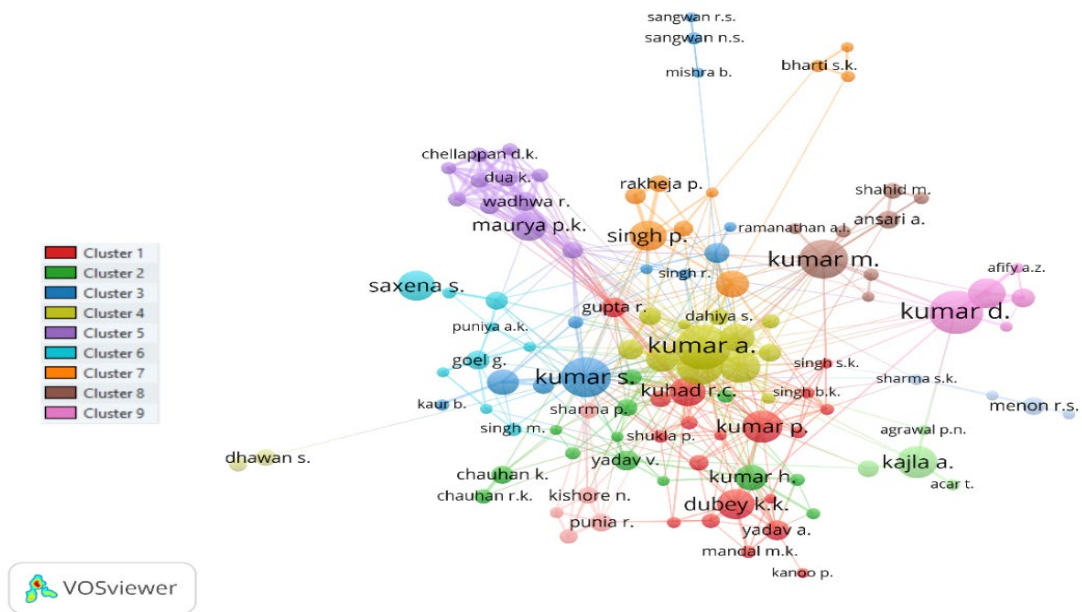 sangwan r.s.
sangwan n.s.
mishra b.
bharti s.k.
chellappan d.k.
dua k.
wadhwa r.
maurya p.k.
rakheja p.
singh p.
shahid m.
ansari a.
ramanathan a.l.
kumar m.
singh r.
afify a.z.
kumar d.
saxena s.
puniya a.k.
gupta r.
dahiya s.
kumar a.
goel g.
kumar s.
kuhad r.c.
singh s.k.
singh b.k.
sharma s.k.
menon r.s.
kaur b.
sharma p.
singh m.
shukla p.
kumar p.
agrawal p.n.
kajla a.
acar t.
dhawan s.
chauhan k.
chauhan r.k.
yadav v.
kumar h.
kishore n.
punia r.
dubey k.k.
yadav a.
mandal m.k.
kanoo p.
Cluster 1
Cluster 2
Cluster 3
Cluster 4
Cluster 5
Cluster 6
Cluster 7
Cluster 8
Cluster 9
VOSviewer